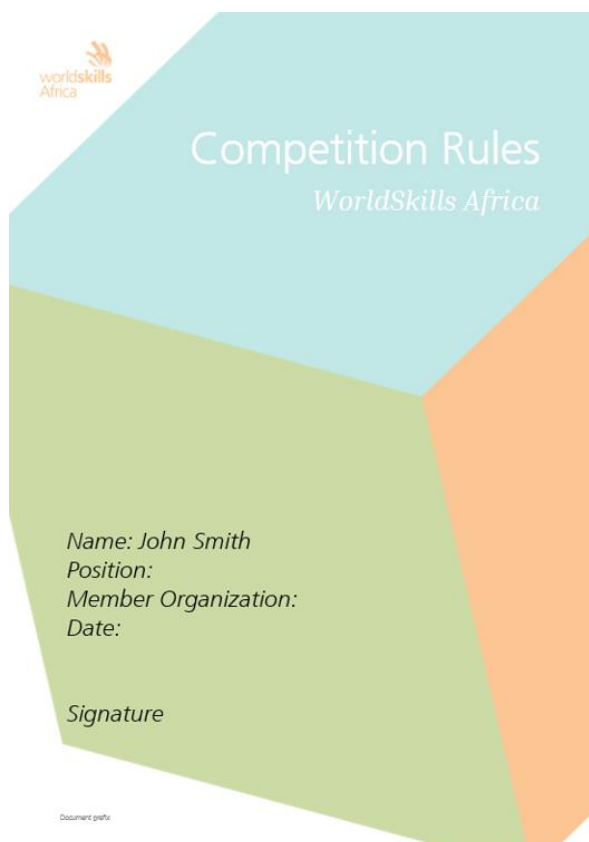 worldskills
Africa
Competition Rules
WorldSkills Africa
Name: John Smith
Position:
Member Organization:
Date:
Signature
Document prefix